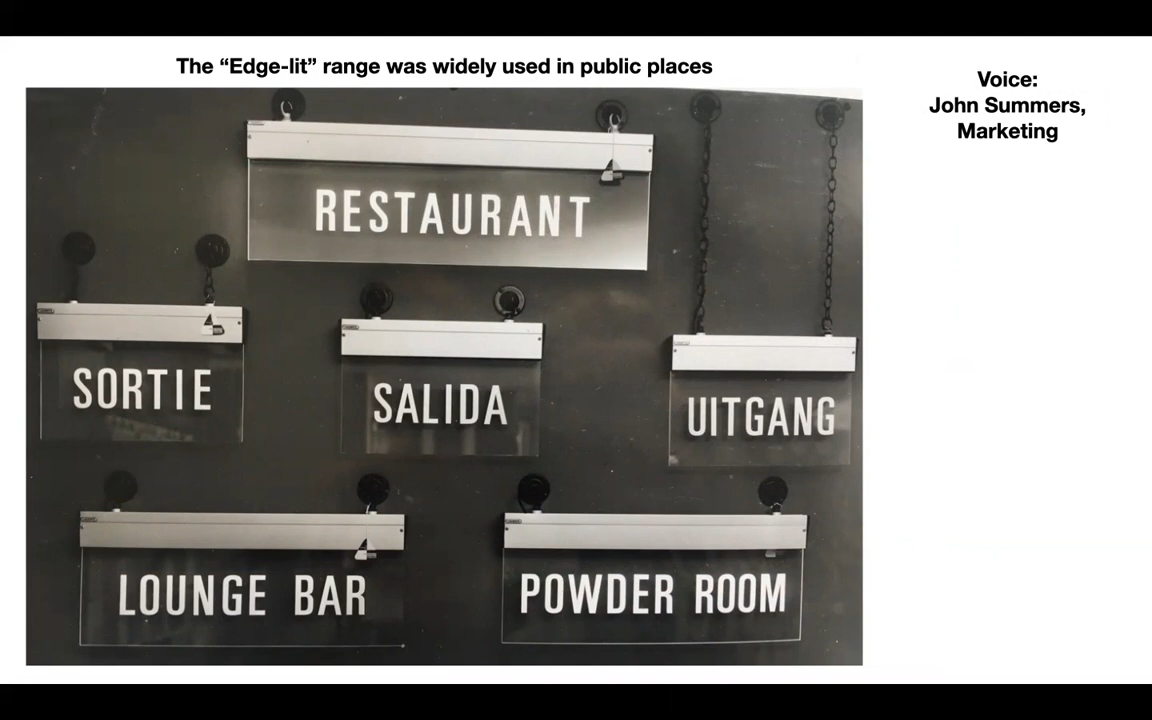 The “Edge-lit” range was widely used in public places
Voice:
John Summers,
Marketing
RESTAURANT
SORTIE
SALIDA
UITGANG
LOUNGE BAR
POWDER ROOM